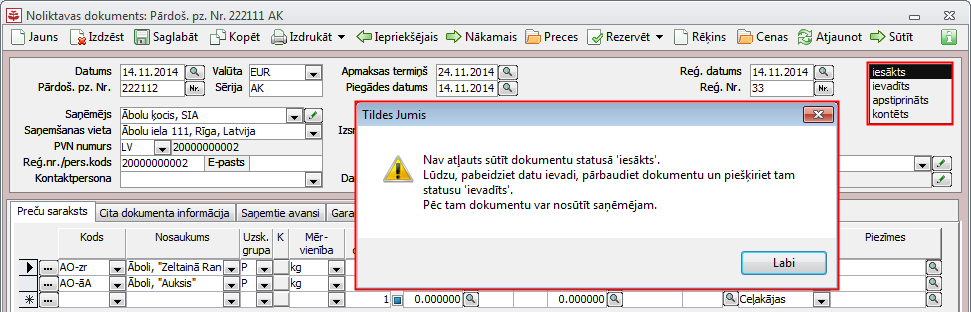 Noliktavas dokuments: Pārdoš. pz. Nr. 222111 AK
Jauns Izdzēst Saglabāt Kopēt Izdrukāt Iepriekšējais Nākamais Preces Rezervēt Rēķins Cenas Atjaunot Sūtīt
Datums 14.11.2014 Valūta EUR Apmaksas termiņš 24.11.2014 Reģ. datums 14.11.2014 iesākts
Pārdoš. pz. Nr. 222112 Nr. Sērija AK Piegādes datums 14.11.2014 Reģ. Nr. 33 Nr. ievadīts
apstiprināts
kontēts
Saņēmējs Ābolu ķocis, SIA
Saņemšanas vieta Ābolu iela 111, Rīga, Latvija
PVN numurs LV 20000000002
Reģ.nr./pers.kods 20000000002 E-pasts
Kontaktpersona
Tildes Jumis
Nav atļauts sūtīt dokumentu statusā 'iesākts'.
Lūdzu, pabeidziet datu ievadi, pārbaudiet dokumentu un piešķiriet tam
statusu 'ievadīts'.
Pēc tam dokumentu var nosūtīt saņēmējam.
Labi
Preču saraksts Cita dokumenta informācija Saņemtie avansi Gara
Kods Nosaukums Uzsk. grupa K Mēr-vienība Piezīmes
AO-zr Āboli, "Zeltainā Ran P kg
AO-āA Āboli, "Auksis" P kg
1 0.000000 0.000000 Ceļakājas